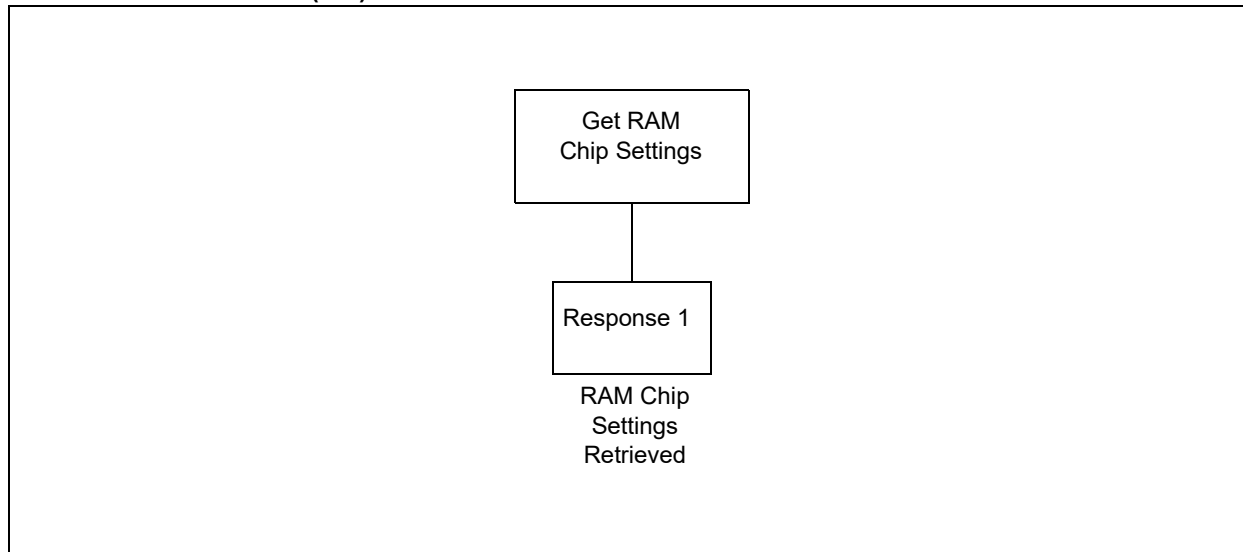 Get RAM
Chip Settings
Response 1
RAM Chip
Settings
Retrieved